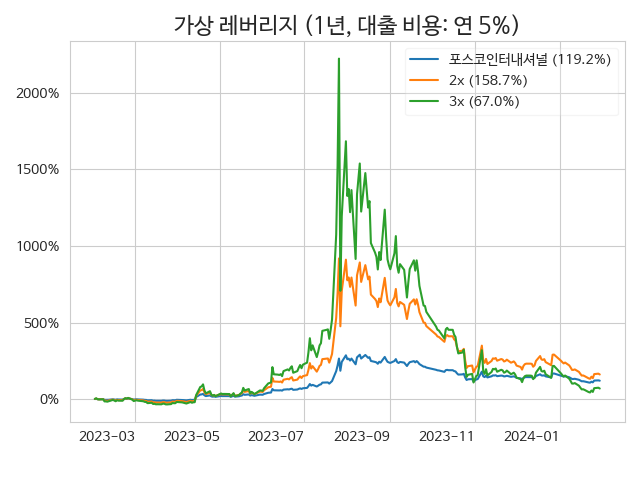 가상 레버리지 (1년, 대출 비용: 연 5%)
포스코인터내셔널 (119.2%)
2x (158.7%)
3x (67.0%)
2000%
1500%
1000%
500%
0%
2023-03 2023-05 2023-07 2023-09 2023-11 2024-01